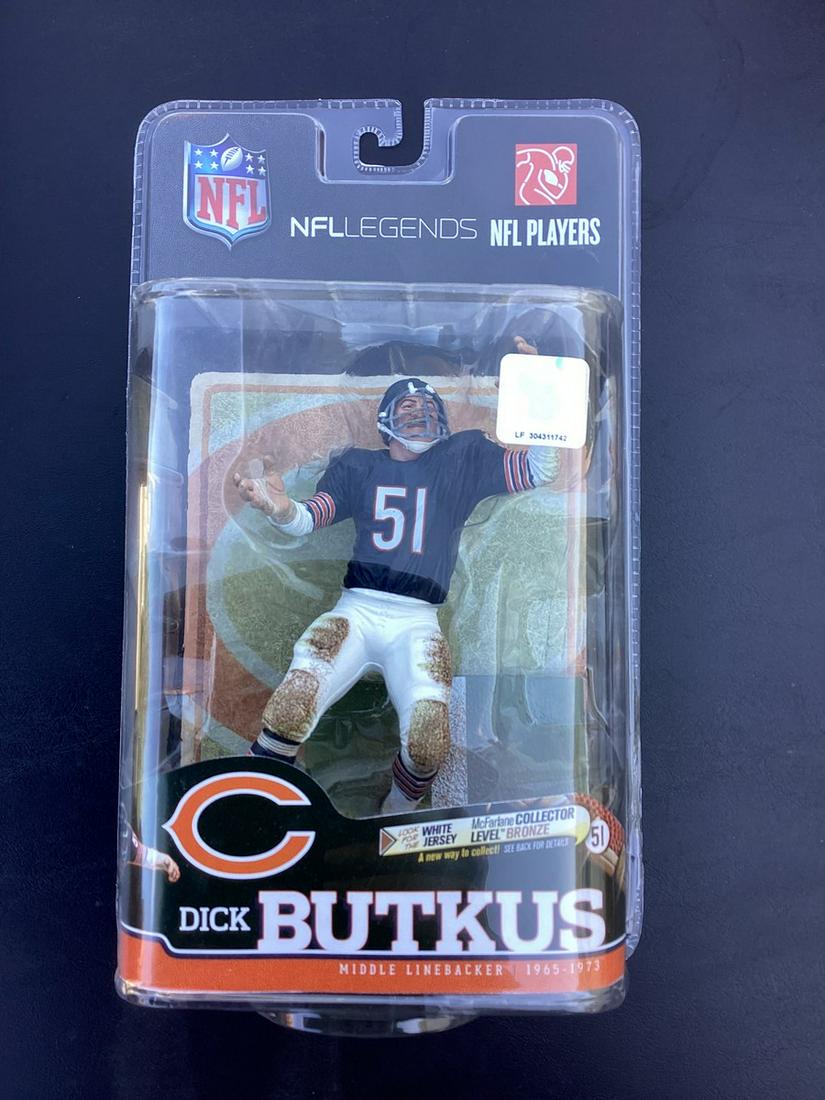 NFL
NFLLEGENDS
NFL PLAYERS
LF 304311742
51
LOOK FOR THE
WHITE JERSEY
McFarlane COLLECTOR LEVEL™ BRONZE
A new way to collect! SEE BACK FOR DETAILS
51
DICK BUTKUS
MIDDLE LINEBACKER | 1965-1973